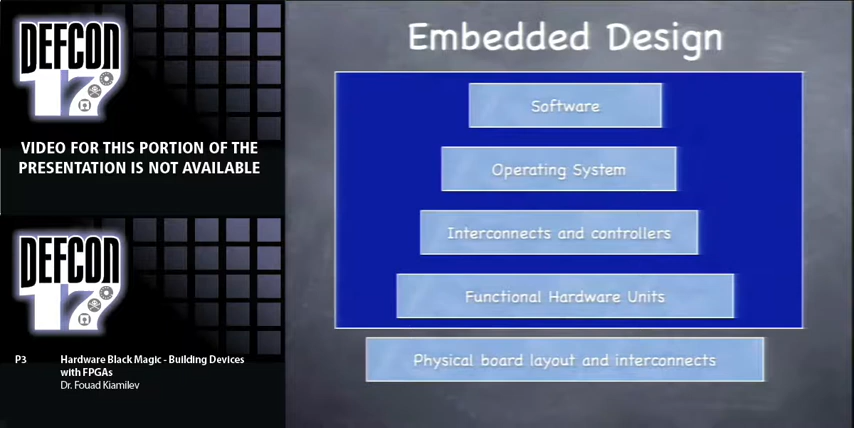 DEFCON
17
VIDEO FOR THIS PORTION OF THE
PRESENTATION IS NOT AVAILABLE
DEFCON
17
P3 Hardware Black Magic - Building Devices
with FPGAs
Dr. Fouad Kiamilev
Embedded Design
Software
Operating System
Interconnects and controllers
Functional Hardware Units
Physical board layout and interconnects